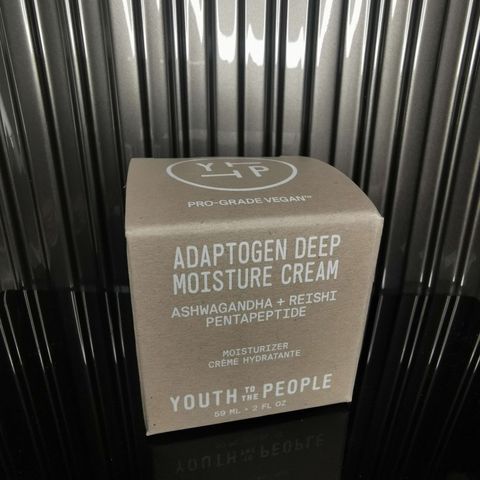 Y P
PRO-GRADE VEGAN™
ADAPTOGEN DEEP
MOISTURE CREAM
ASHWAGANDHA + REISHI
PENTAPEPTIDE
MOISTURIZER
CRÈME HYDRATANTE
YOUTH TO THE PEOPLE
59 ML • 2 FL OZ